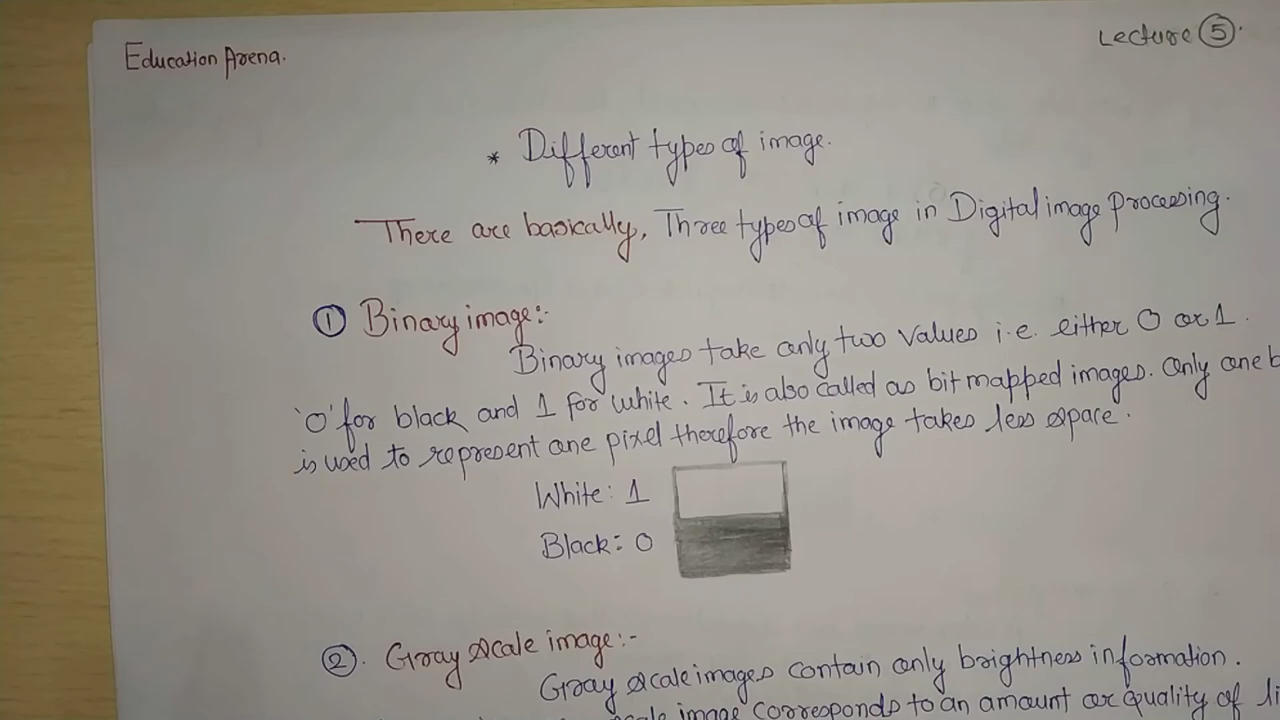 Education Arena.
Lecture 5.
* Different types of image.
There are basically, Three types of image in Digital image processing.
1 Binary image:-
Binary images take only two values i.e. either 0 or 1.
'0' for black and 1 for white. It is also called as bit mapped images. Only one b
is used to represent one pixel therefore the image takes less space.
White: 1
Black: 0
2. Gray scale image:-
Gray scale images contain only brightness information.
scale image corresponds to an amount or quality of li